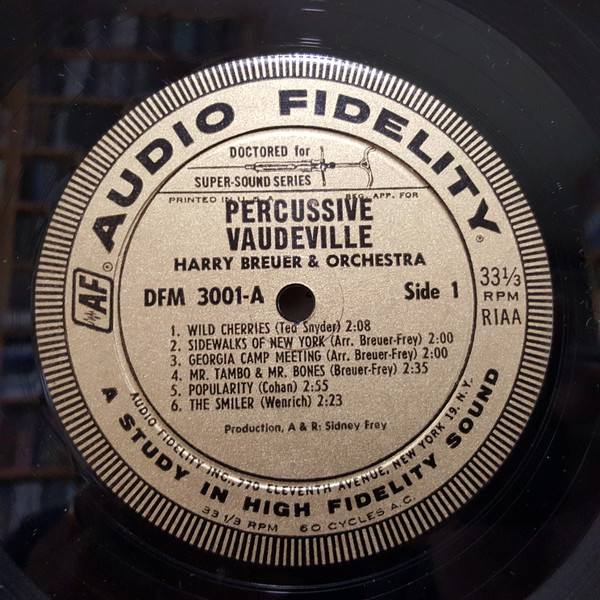 AUDIO FIDELITY®
DOCTORED for
SUPER-SOUND SERIES
PRINTED IN U.S.A. REG. APP. FOR
PERCUSSIVE
VAUDEVILLE
HARRY BREUER & ORCHESTRA
AF®
DFM 3001-A
Side 1
33 1/3
RPM
RIAA
1. WILD CHERRIES (Ted Snyder) 2:08
2. SIDEWALKS OF NEW YORK (Arr. Breuer-Frey) 2:00
3. GEORGIA CAMP MEETING (Arr. Breuer-Frey) 2:00
4. MR. TAMBO & MR. BONES (Breuer-Frey) 2:35
5. POPULARITY (Cohan) 2:55
6. THE SMILER (Wenrich) 2:23
Production, A & R: Sidney Frey
AUDIO FIDELITY INC., 770 ELEVENTH AVENUE, NEW YORK 19, N.Y.
A STUDY IN HIGH FIDELITY SOUND
33 1/3 RPM 60 CYCLES A.C.